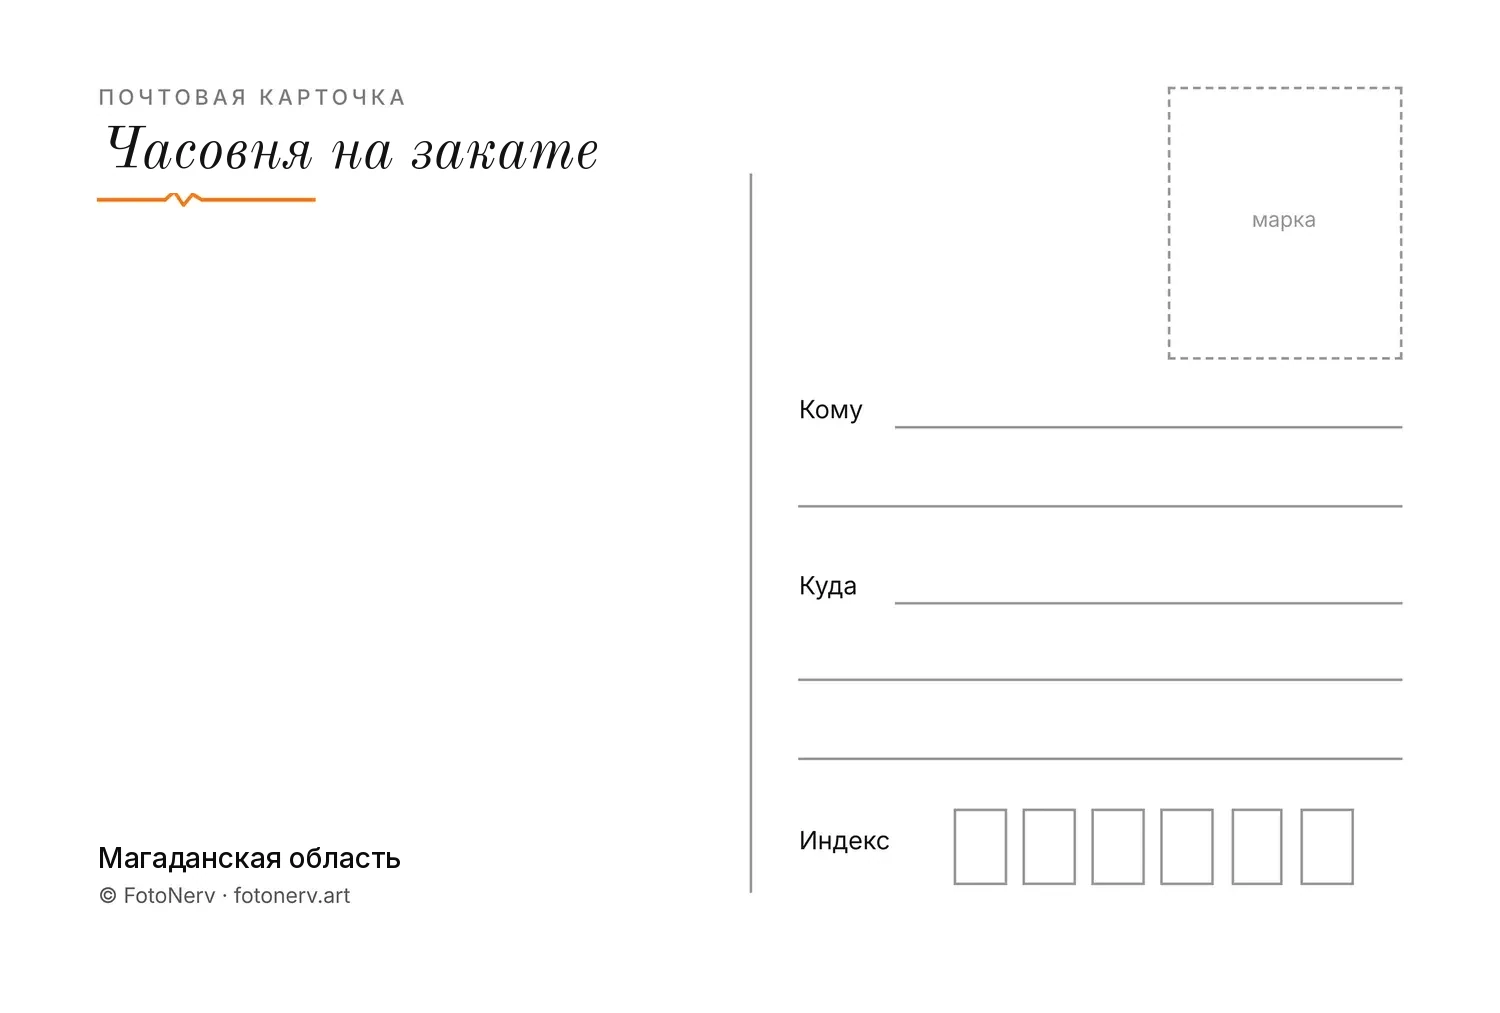 ПОЧТОВАЯ КАРТОЧКА
Часовня на закате
марка
Кому
Куда
Индекс
Магаданская область
© FotoNerv · fotonerv.art